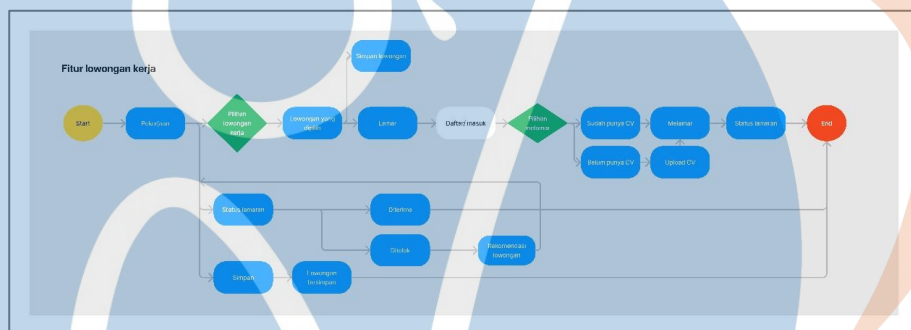 Fitur lowongan kerja
Simpan lowongan
Start
Pekerjaan
Pilihan
lowongan
kerja
Lowongan yang
dipilih
Lamar
Daftar/ masuk
Pilihan
melamar
Sudah punya CV
Melamar
Status lamaran
End
Belum punya CV
Upload CV
Status lamaran
Diterima
Ditolak
Rekomendasi
lowongan
Simpan
Lowongan
tersimpan